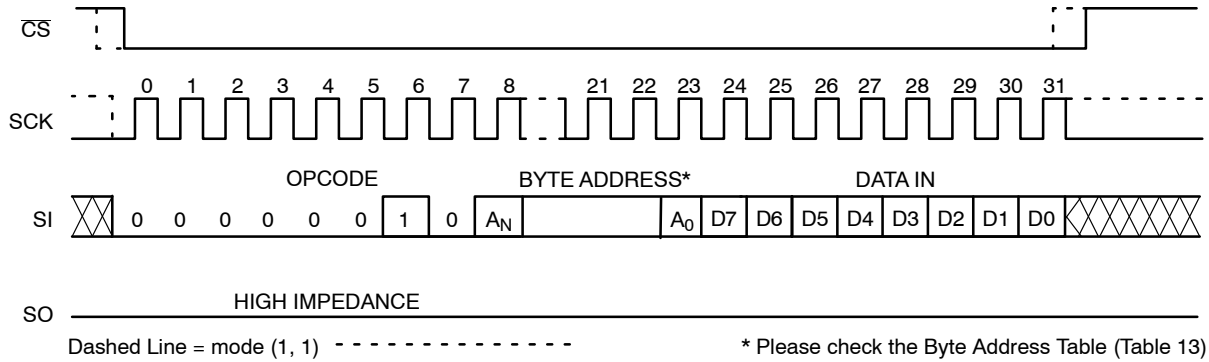 CS
0 1 2 3 4 5 6 7 8 21 22 23 24 25 26 27 28 29 30 31
SCK
OPCODE BYTE ADDRESS* DATA IN
SI 0 0 0 0 0 0 1 0 AN A0 D7 D6 D5 D4 D3 D2 D1 D0
HIGH IMPEDANCE
SO
Dashed Line = mode (1, 1) * Please check the Byte Address Table (Table 13)